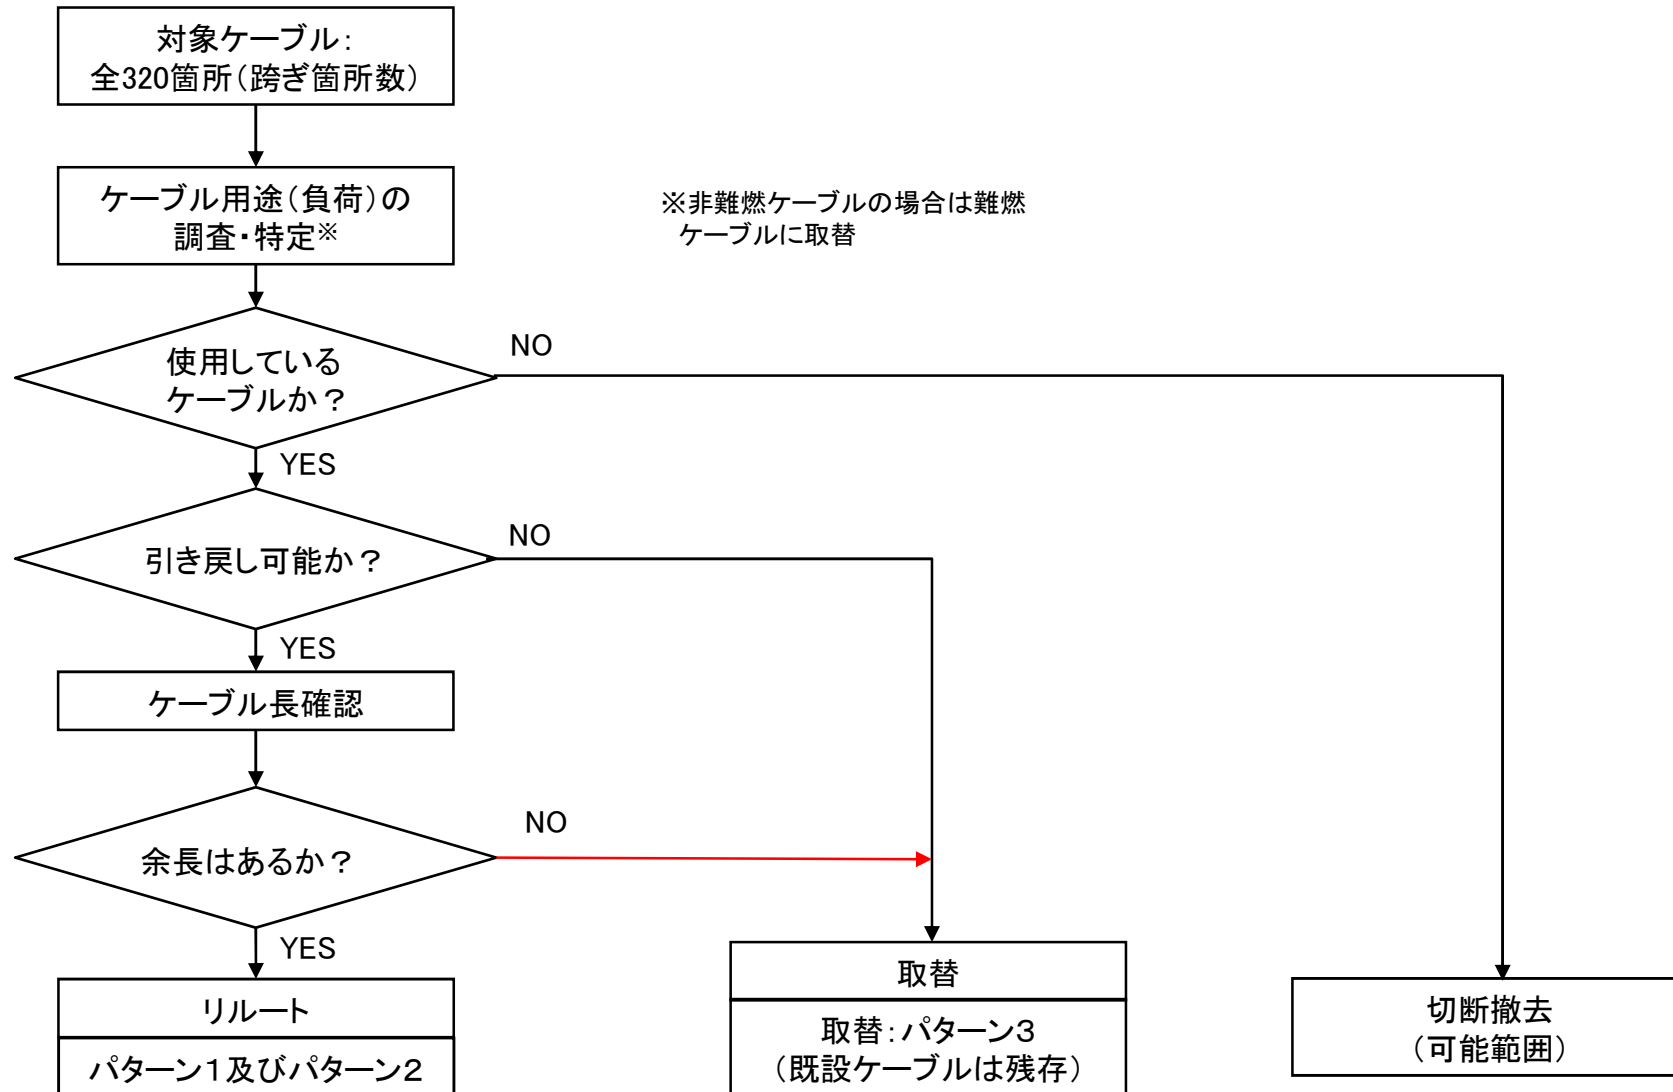 対象ケーブル：
全320箇所（跨ぎ箇所数）
ケーブル用途（負荷）の
調査・特定※
※非難燃ケーブルの場合は難燃
ケーブルに取替
使用している
ケーブルか？
NO
YES
引き戻し可能か？
NO
YES
ケーブル長確認
余長はあるか？
NO
YES
リルート
パターン１及びパターン２
取替
取替：パターン３
（既設ケーブルは残存）
切断撤去
（可能範囲）